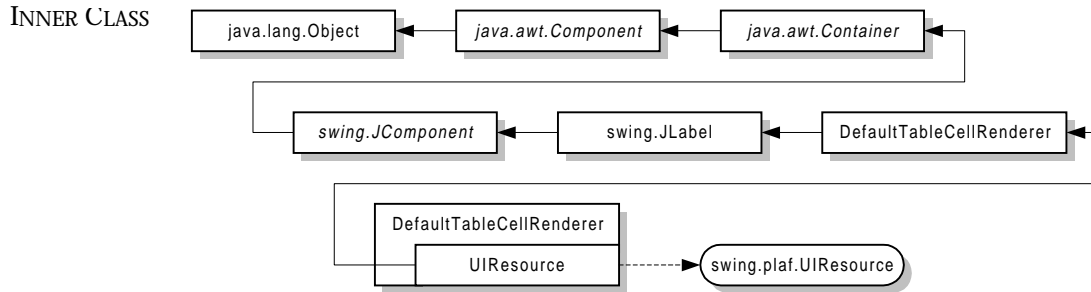 INNER CLASS
java.lang.Object
java.awt.Component
java.awt.Container
swing.JComponent
swing.JLabel
DefaultTableCellRenderer
DefaultTableCellRenderer
UIResource
swing.plaf.UIResource